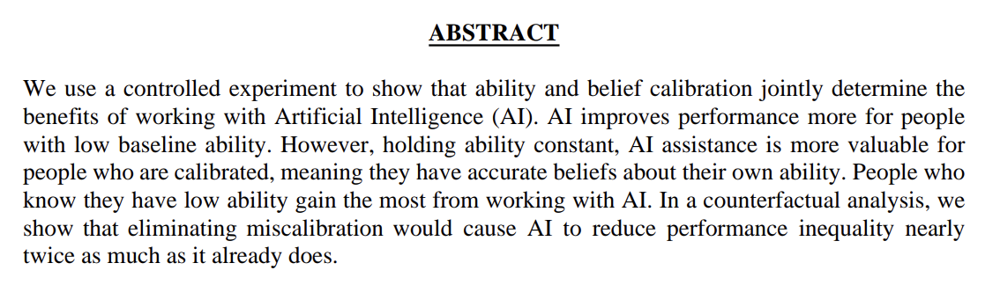 ABSTRACT
We use a controlled experiment to show that ability and belief calibration jointly determine the
benefits of working with Artificial Intelligence (AI). AI improves performance more for people
with low baseline ability. However, holding ability constant, AI assistance is more valuable for
people who are calibrated, meaning they have accurate beliefs about their own ability. People who
know they have low ability gain the most from working with AI. In a counterfactual analysis, we
show that eliminating miscalibration would cause AI to reduce performance inequality nearly
twice as much as it already does.